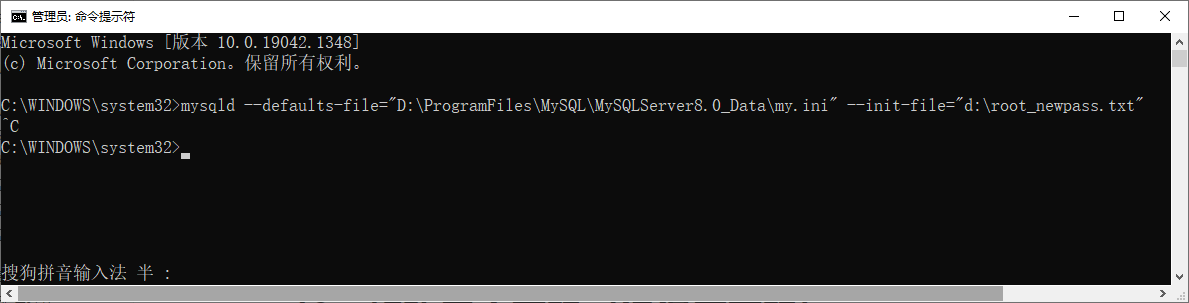 管理员: 命令提示符
Microsoft Windows [版本 10.0.19042.1348]
(c) Microsoft Corporation。保留所有权利。
C:\WINDOWS\system32>mysqld --defaults-file="D:\ProgramFiles\MySQL\MySQLServer8.0_Data\my.ini" --init-file="d:\root_newpass.txt"
^C
C:\WINDOWS\system32>
搜狗拼音输入法 半 :